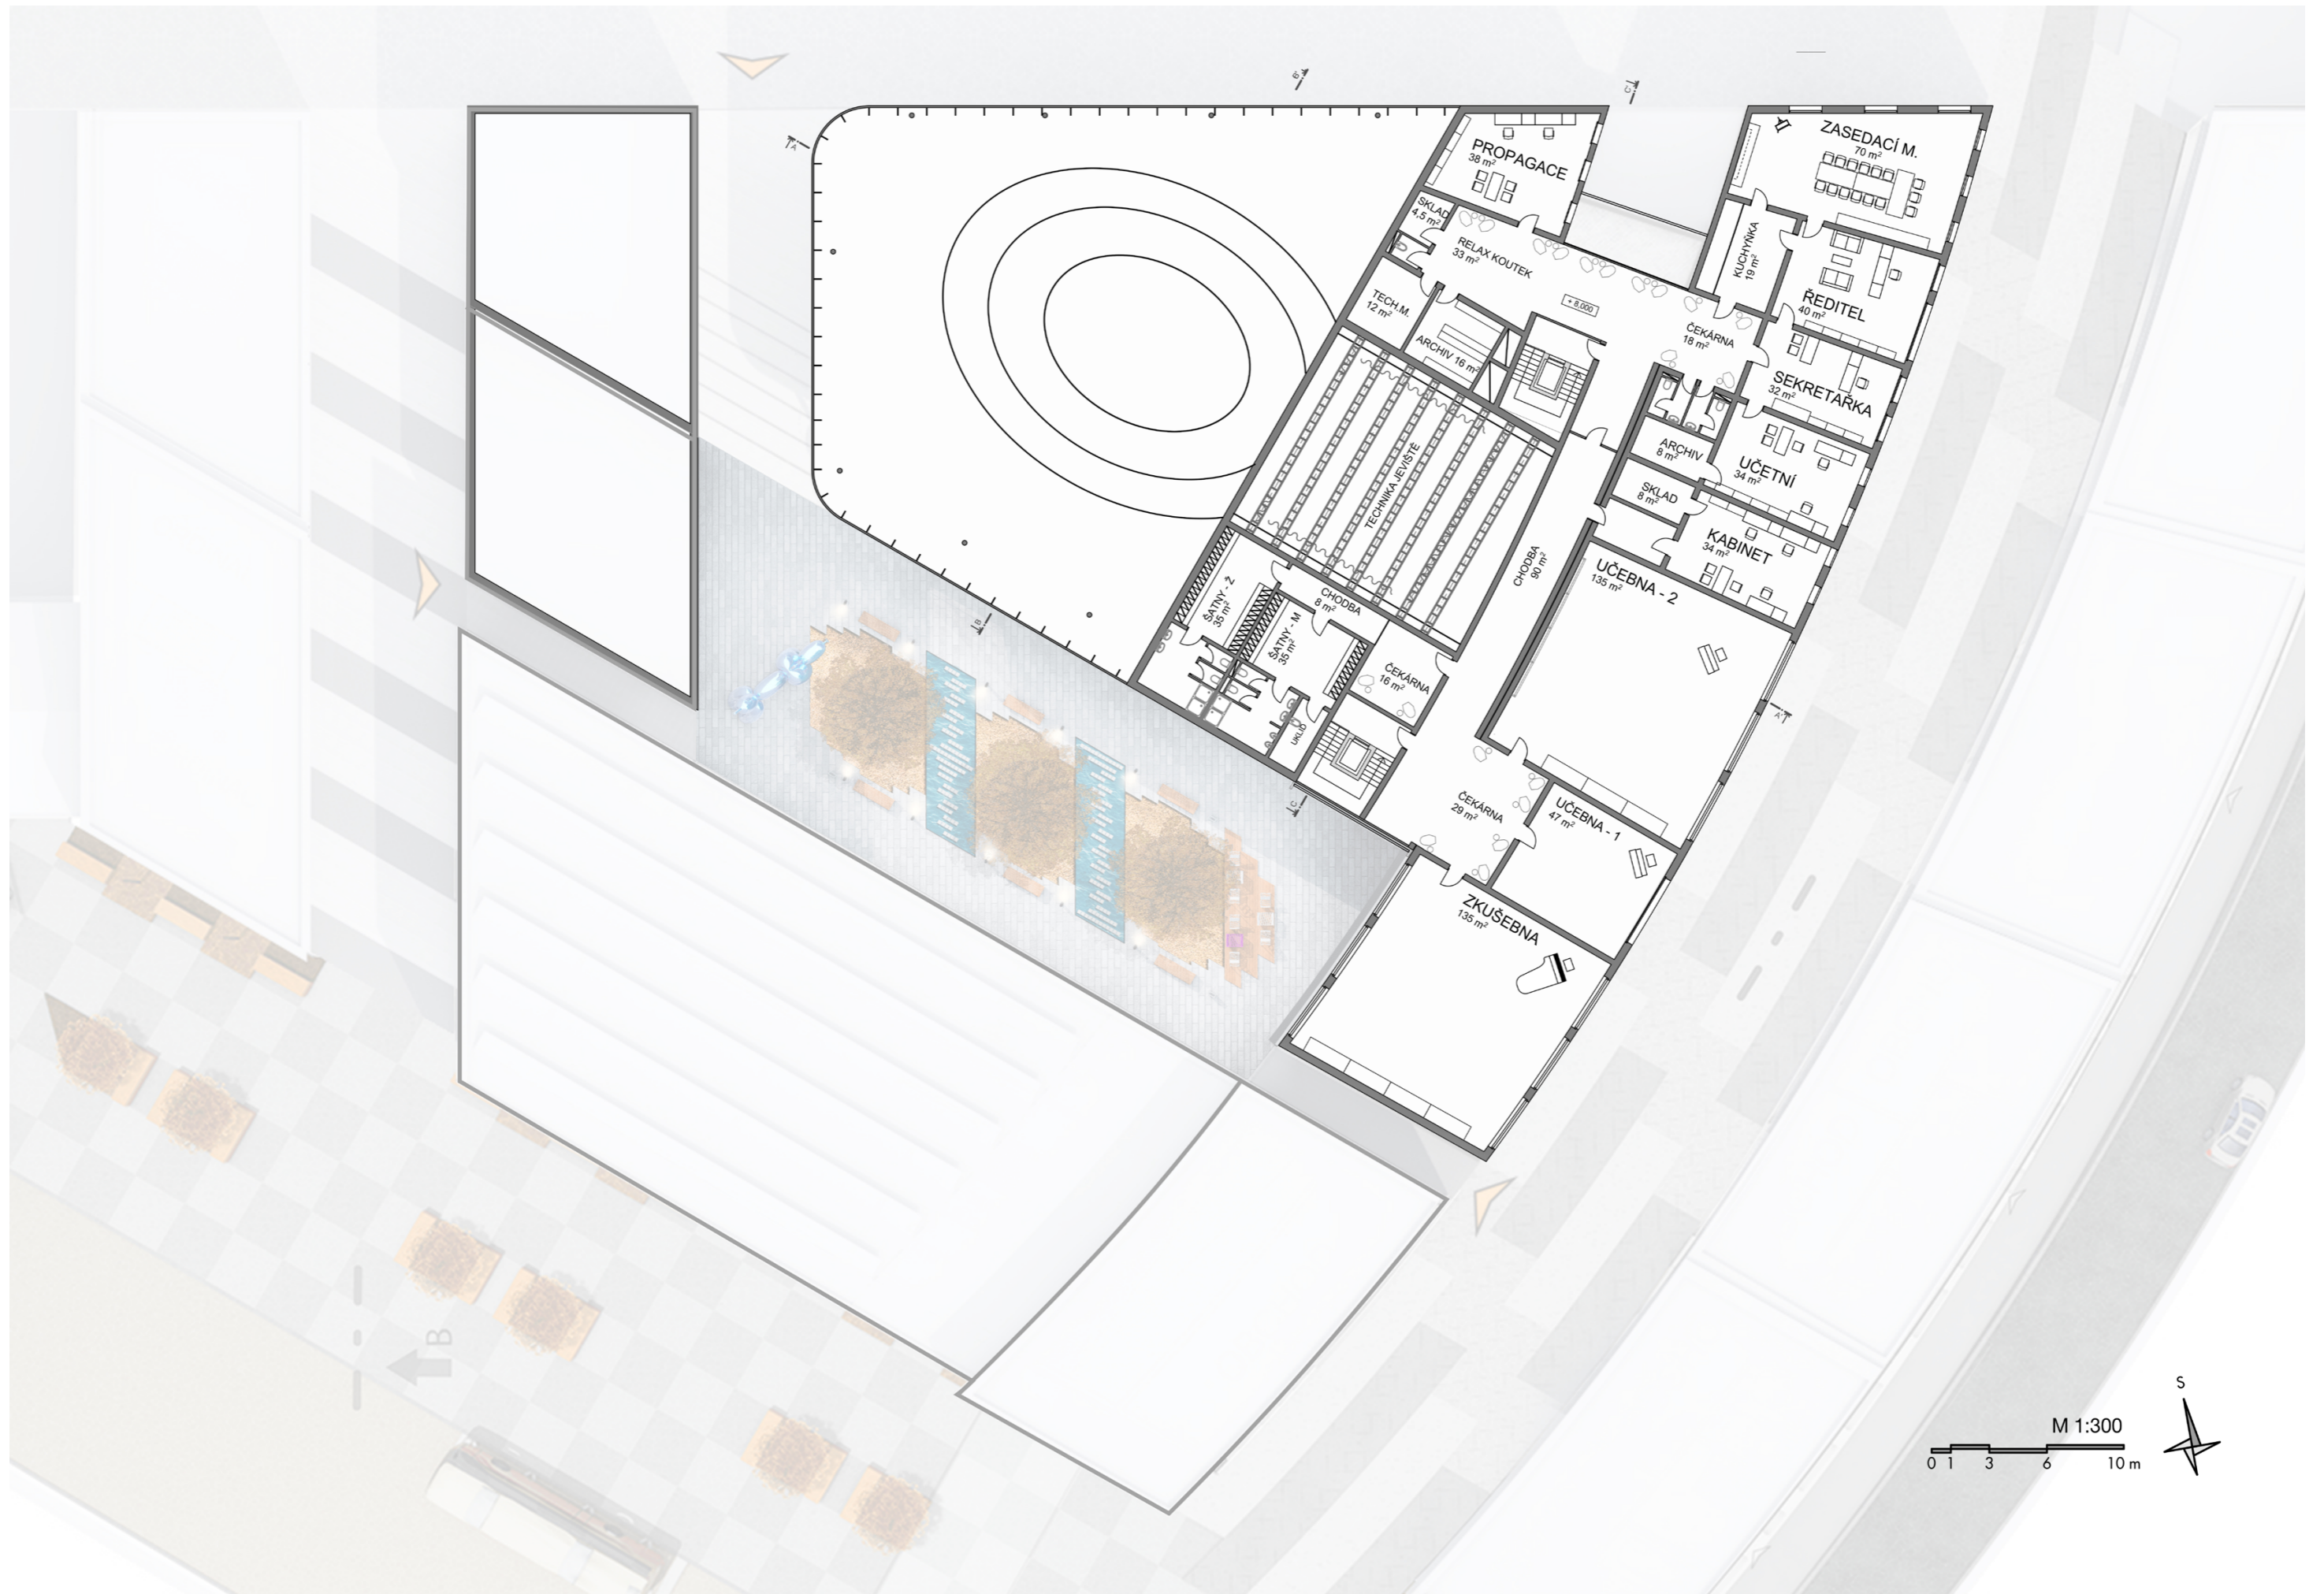 B'
C'
A
PROPAGACE
38 m²
ZASEDACÍ M.
70 m²
SKLAD
4,5 m²
RELAX KOUTEK
33 m²
KUCHYŇKA
19 m²
ŘEDITEL
40 m²
+ 8,000
TECH.M.
12 m²
ČEKÁRNA
18 m²
ARCHIV 16 m²
SEKRETÁŘKA
32 m²
ARCHIV
8 m²
UČETNÍ
34 m²
TECHNIKA JEVIŠTĚ
SKLAD
8 m²
KABINET
34 m²
CHODBA
90 m²
UČEBNA - 2
135 m²
ŠATNY - Ž
35 m²
CHODBA
8 m²
B
ŠATNY - M
35 m²
ČEKÁRNA
16 m²
A'
UKLID
C
ČEKÁRNA
29 m²
UČEBNA - 1
47 m²
ZKUŠEBNA
135 m²
B
S
M 1:300
0 1 3 6 10 m